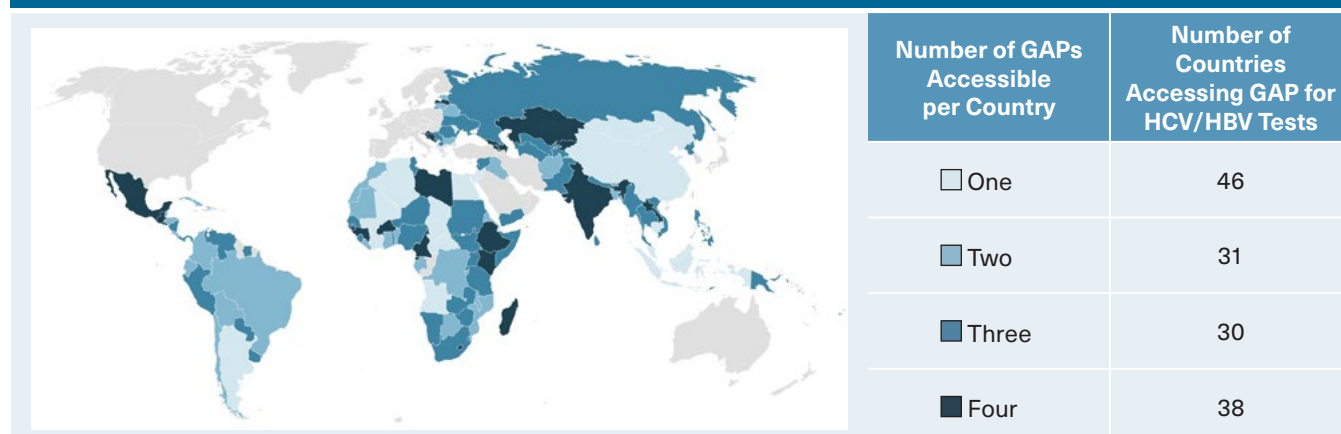 Number of GAPs
Accessible
per Country
Number of
Countries
Accessing GAP for
HCV/HBV Tests
One
46
Two
31
Three
30
Four
38